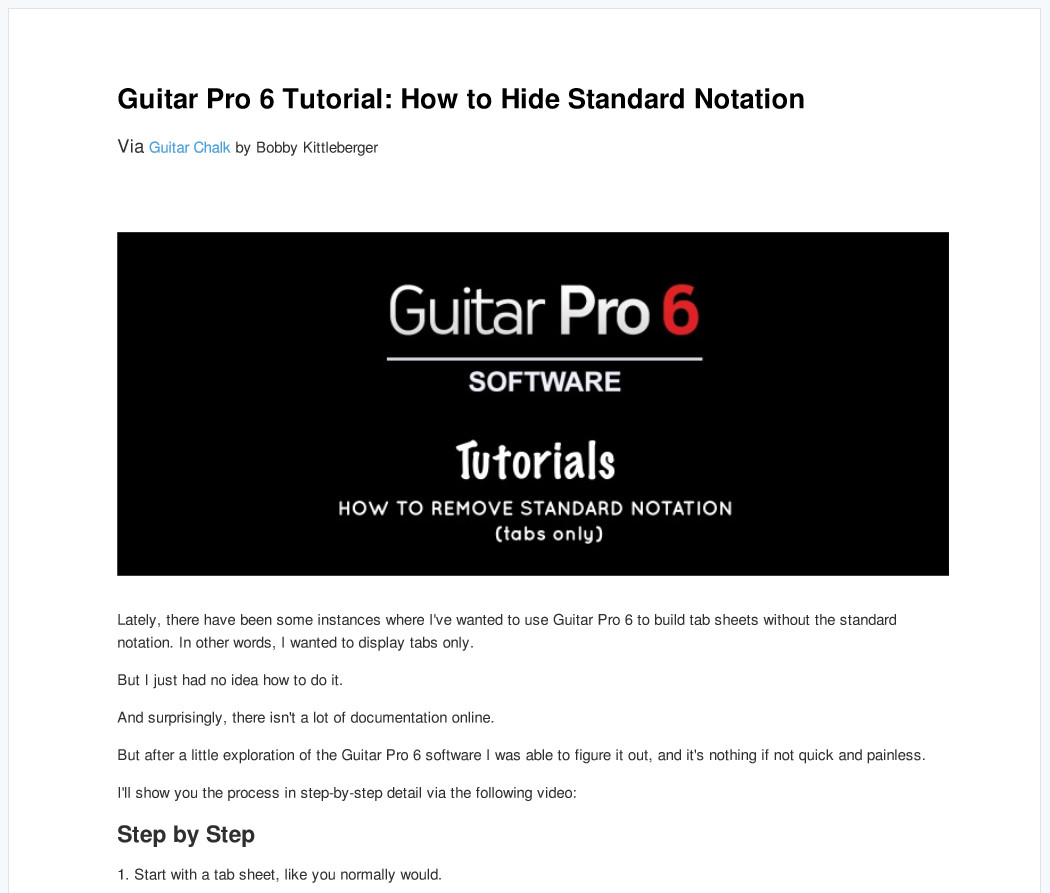 Guitar Pro 6 Tutorial: How to Hide Standard Notation
Via Guitar Chalk by Bobby Kittleberger
Guitar Pro 6
SOFTWARE
Tutorials
HOW TO REMOVE STANDARD NOTATION
(tabs only)
Lately, there have been some instances where I've wanted to use Guitar Pro 6 to build tab sheets without the standard
notation. In other words, I wanted to display tabs only.
But I just had no idea how to do it.
And surprisingly, there isn't a lot of documentation online.
But after a little exploration of the Guitar Pro 6 software I was able to figure it out, and it's nothing if not quick and painless.
I'll show you the process in step-by-step detail via the following video:
Step by Step
1. Start with a tab sheet, like you normally would.